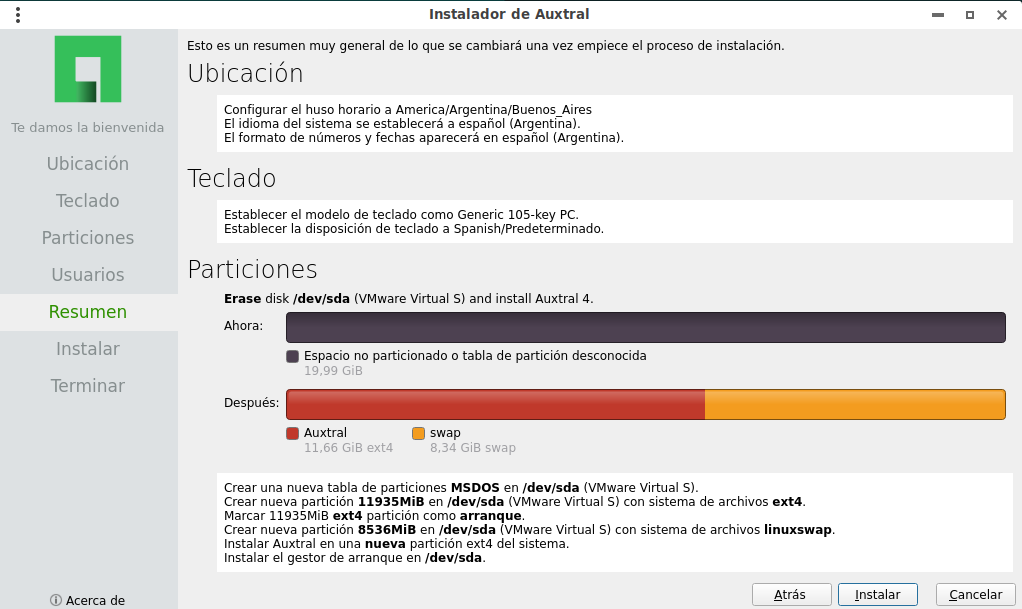 Instalador de Auxtral
Te damos la bienvenida
Ubicación
Teclado
Particiones
Usuarios
Resumen
Instalar
Terminar
Acerca de
Esto es un resumen muy general de lo que se cambiará una vez empiece el proceso de instalación.
Ubicación
Configurar el huso horario a America/Argentina/Buenos_Aires
El idioma del sistema se establecerá a español (Argentina).
El formato de números y fechas aparecerá en español (Argentina).
Teclado
Establecer el modelo de teclado como Generic 105-key PC.
Establecer la disposición de teclado a Spanish/Predeterminado.
Particiones
Erase disk /dev/sda (VMware Virtual S) and install Auxtral 4.
Ahora:
Espacio no particionado o tabla de partición desconocida
19,99 GiB
Después:
Auxtral swap
11,66 GiB ext4 8,34 GiB swap
Crear una nueva tabla de particiones MSDOS en /dev/sda (VMware Virtual S).
Crear nueva partición 11935MiB en /dev/sda (VMware Virtual S) con sistema de archivos ext4.
Marcar 11935MiB ext4 partición como arranque.
Crear nueva partición 8536MiB en /dev/sda (VMware Virtual S) con sistema de archivos linuxswap.
Instalar Auxtral en una nueva partición ext4 del sistema.
Instalar el gestor de arranque en /dev/sda.
Atrás Instalar Cancelar